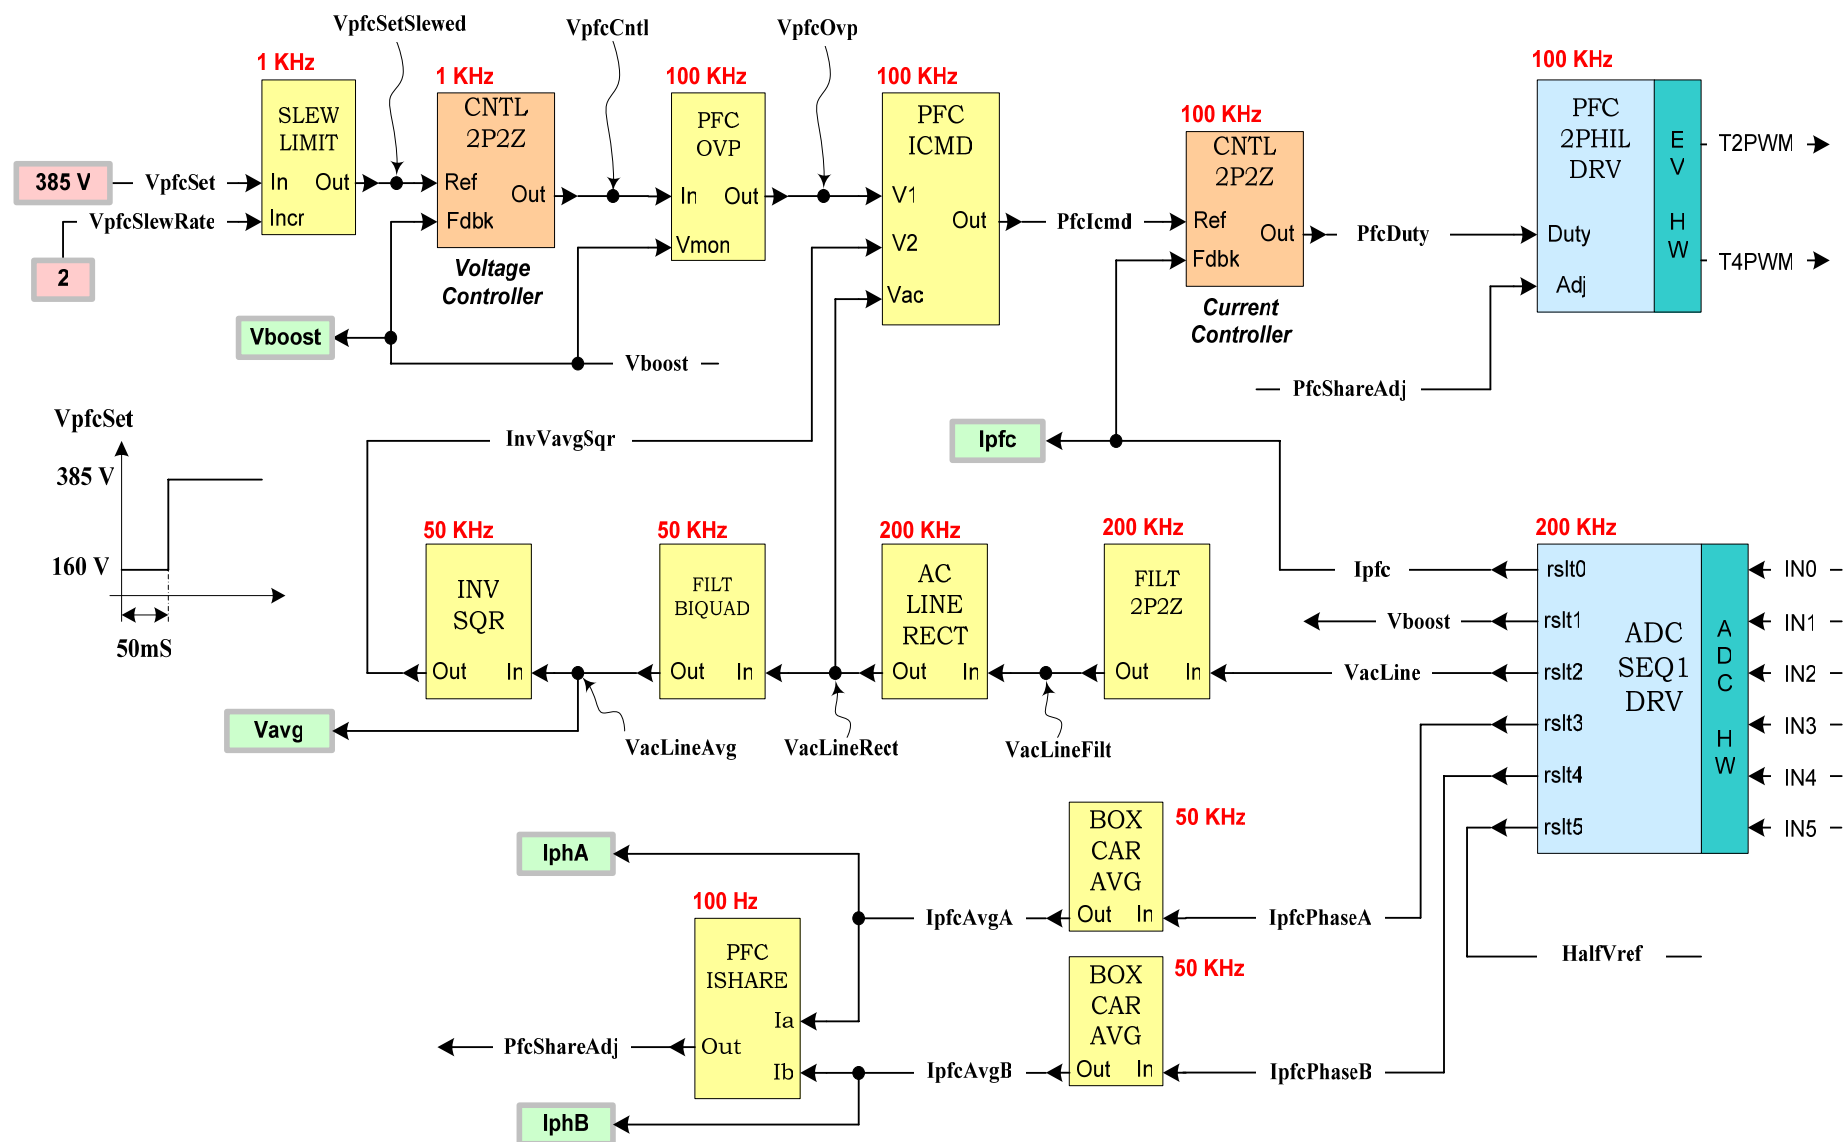 VpfcSetSlewed
VpfcCntl
VpfcOvp
1 KHz
SLEW
LIMIT
In Out
Incr
385 V
VpfcSet
VpfcSlewRate
2
1 KHz
CNTL
2P2Z
Ref
Out
Fdbk
Voltage
Controller
100 KHz
PFC
OVP
In Out
Vmon
100 KHz
PFC
ICMD
V1
Out
V2
Vac
PfcIcmd
100 KHz
CNTL
2P2Z
Ref
Out
Fdbk
Current
Controller
PfcDuty
100 KHz
PFC
2PHIL
DRV
Duty
Adj
E
V
H
W
T2PWM
T4PWM
Vboost
Vboost
PfcShareAdj
VpfcSet
385 V
160 V
50mS
InvVavgSqr
Ipfc
50 KHz
INV
SQR
Out In
50 KHz
FILT
BIQUAD
Out In
200 KHz
AC
LINE
RECT
Out In
200 KHz
FILT
2P2Z
Out In
Ipfc
Vboost
VacLine
200 KHz
rslt0
rslt1
rslt2
rslt3
rslt4
rslt5
ADC
SEQ1
DRV
A
D
C
H
W
IN0
IN1
IN2
IN3
IN4
IN5
Vavg
VacLineAvg
VacLineRect
VacLineFilt
IphA
BOX
CAR
AVG
Out In
50 KHz
IpfcAvgA
IpfcPhaseA
HalfVref
100 Hz
PFC
ISHARE
Ia
Out
Ib
PfcShareAdj
BOX
CAR
AVG
Out In
50 KHz
IpfcAvgB
IpfcPhaseB
IphB